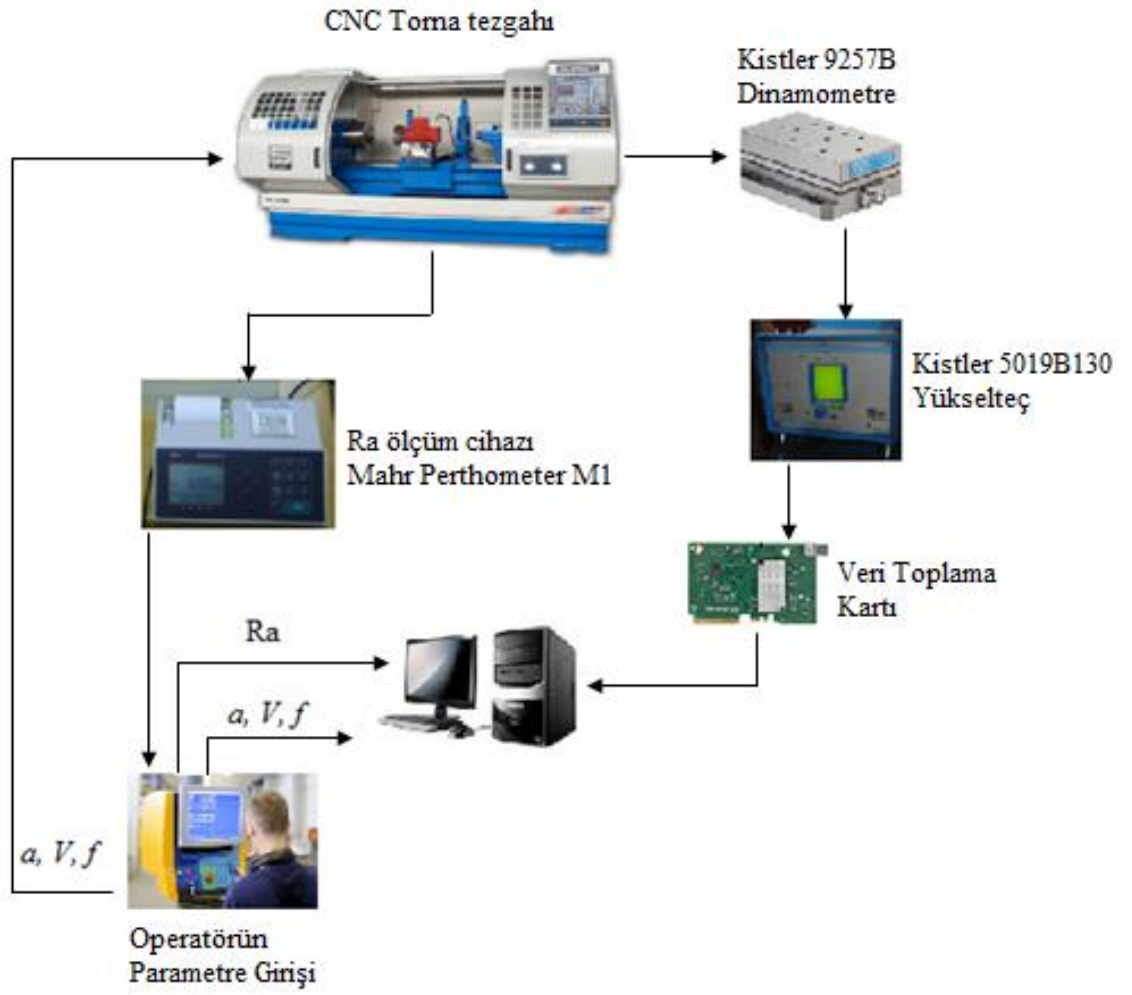 CNC Torna tezgahı
Kistler 9257B
Dinamometre
Kistler 5019B130
Yükselteç
Ra ölçüm cihazı
Mahr Perthometer M1
Veri Toplama
Kartı
Ra
a, V, f
a, V, f
Operatörün
Parametre Girişi